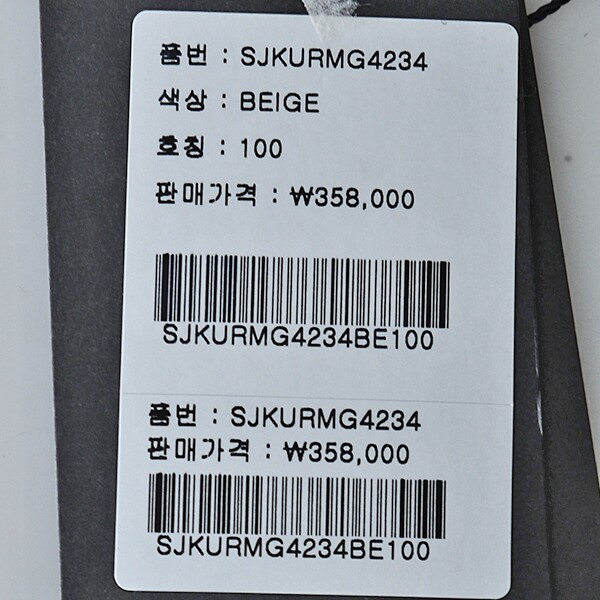 품번 : SJKURMG4234
색상 : BEIGE
호칭 : 100
판매가격 : ₩358,000
SJKURMG4234BE100
품번 : SJKURMG4234
판매가격 : ₩358,000
SJKURMG4234BE100